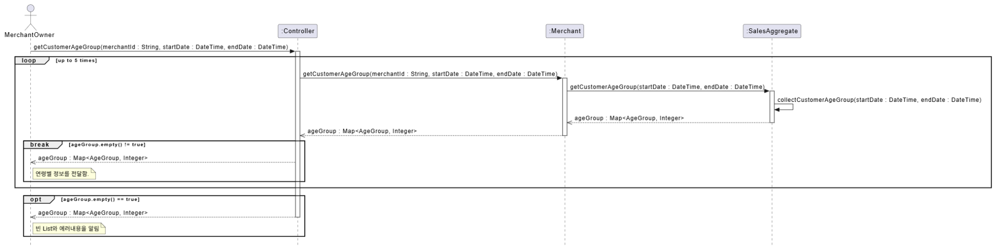 MerchantOwner
:Controller
:Merchant
:SalesAggregate
getCustomerAgeGroup(merchantId : String, startDate : DateTime, endDate : DateTime)
loop
[up to 5 times]
getCustomerAgeGroup(merchantId : String, startDate : DateTime, endDate : DateTime)
getCustomerAgeGroup(startDate : DateTime, endDate : DateTime)
collectCustomerAgeGroup(startDate : DateTime, endDate : DateTime)
ageGroup : Map<AgeGroup, Integer>
ageGroup : Map<AgeGroup, Integer>
break
[ageGroup.empty() != true]
ageGroup : Map<AgeGroup, Integer>
연령별 정보를 전달함.
opt
[ageGroup.empty() == true]
ageGroup : Map<AgeGroup, Integer>
빈 List와 에러내용을 알림